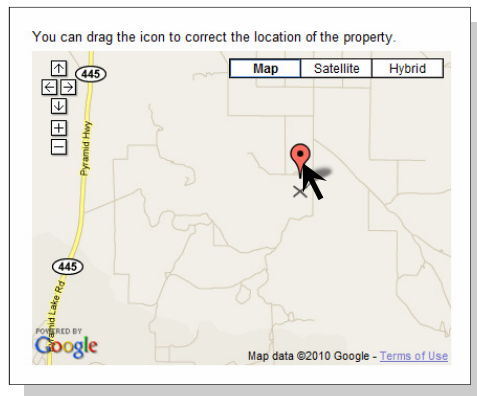 You can drag the icon to correct the location of the property.
Map Satellite Hybrid
445
Pyramid Hwy
445
Pyramid Lake Rd
POWERED BY
Google
Map data ©2010 Google - Terms of Use